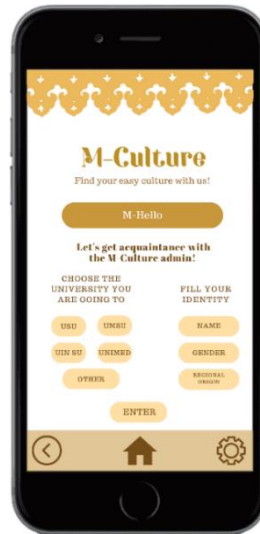 M-Culture
Find your easy culture with us!
M-Hello
Let's get acquaintance with
the M-Culture admin!
CHOOSE THE
UNIVERSITY YOU
ARE GOING TO
USU
UMSU
UIN SU
UNIMED
OTHER
FILL YOUR
IDENTITY
NAME
GENDER
REGIONAL
ORIGIN
ENTER